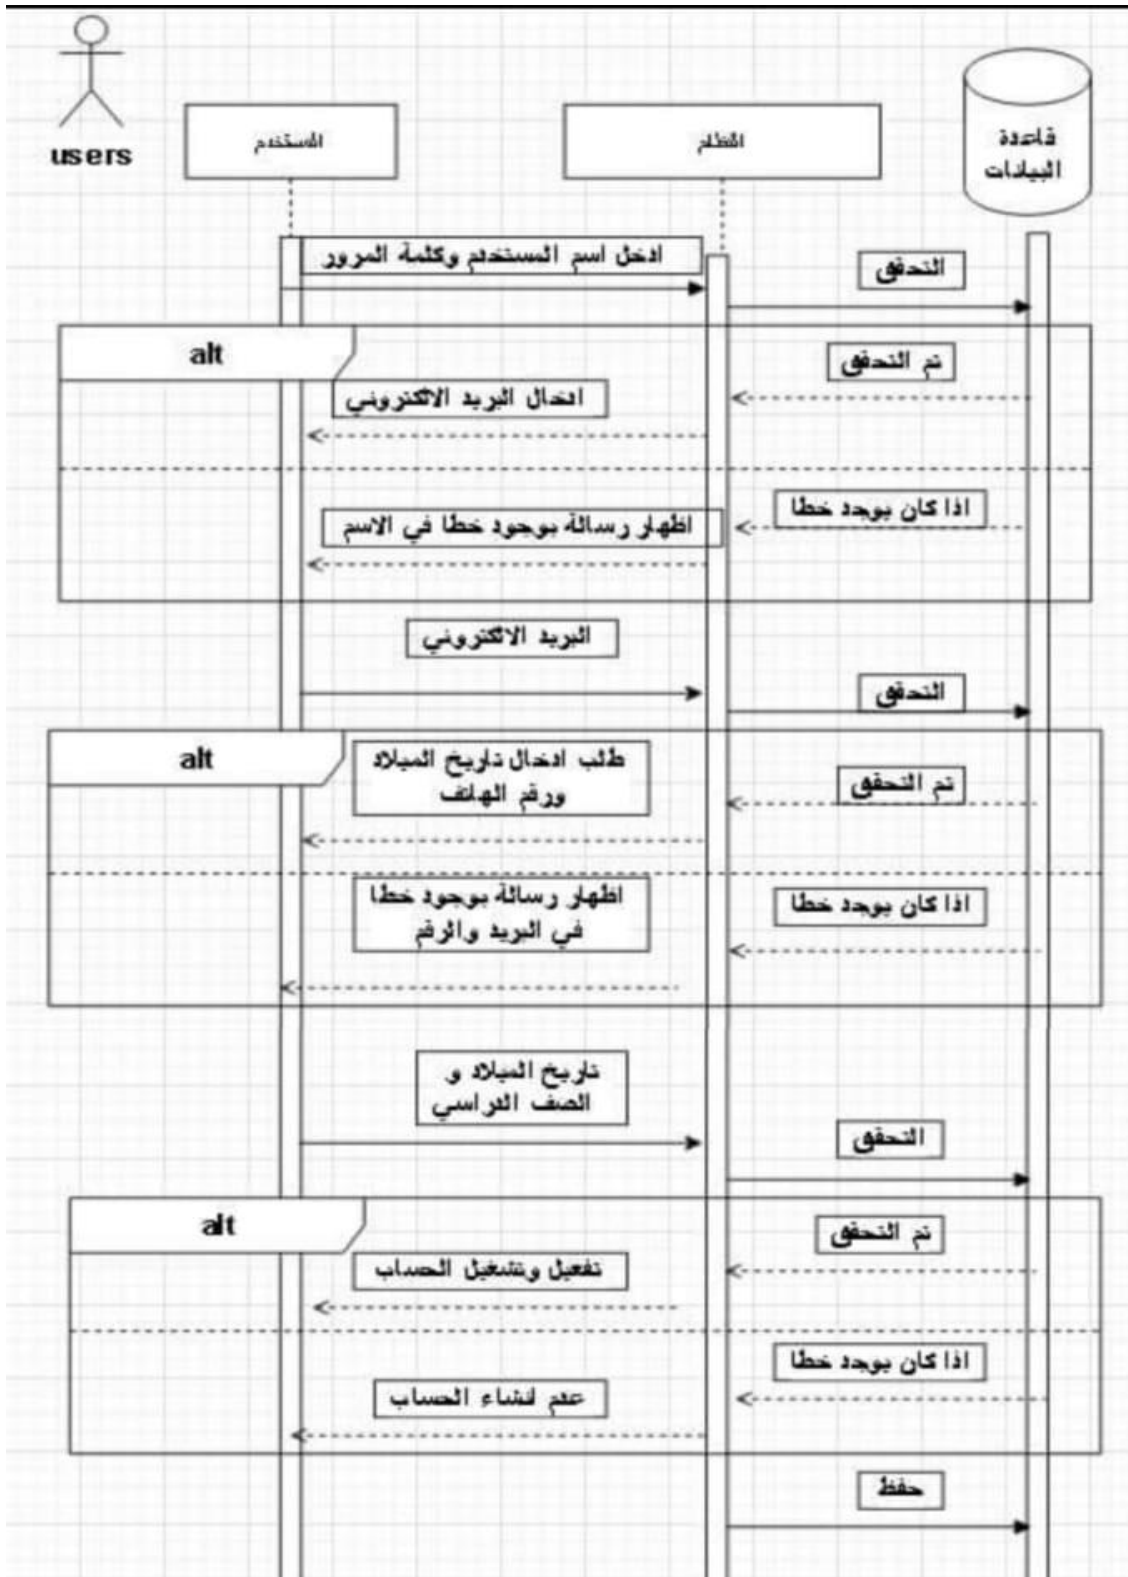 users
المستخدم
النظام
قاعدة
البيانات
ادخل اسم المستخدم وكلمة المرور
التحقق
alt
تم التحقق
ادخال البريد الالكتروني
اذا كان يوجد خطا
اظهار رسالة بوجود خطا في الاسم
البريد الالكتروني
التحقق
alt
طلب ادخال تاريخ الميلاد
ورقم الهاتف
تم التحقق
اظهار رسالة بوجود خطا
في البريد والرقم
اذا كان يوجد خطا
تاريخ الميلاد و
الصف الدراسي
التحقق
alt
تم التحقق
تفعيل وتشغيل الحساب
اذا كان يوجد خطا
عدم انشاء الحساب
حفظ